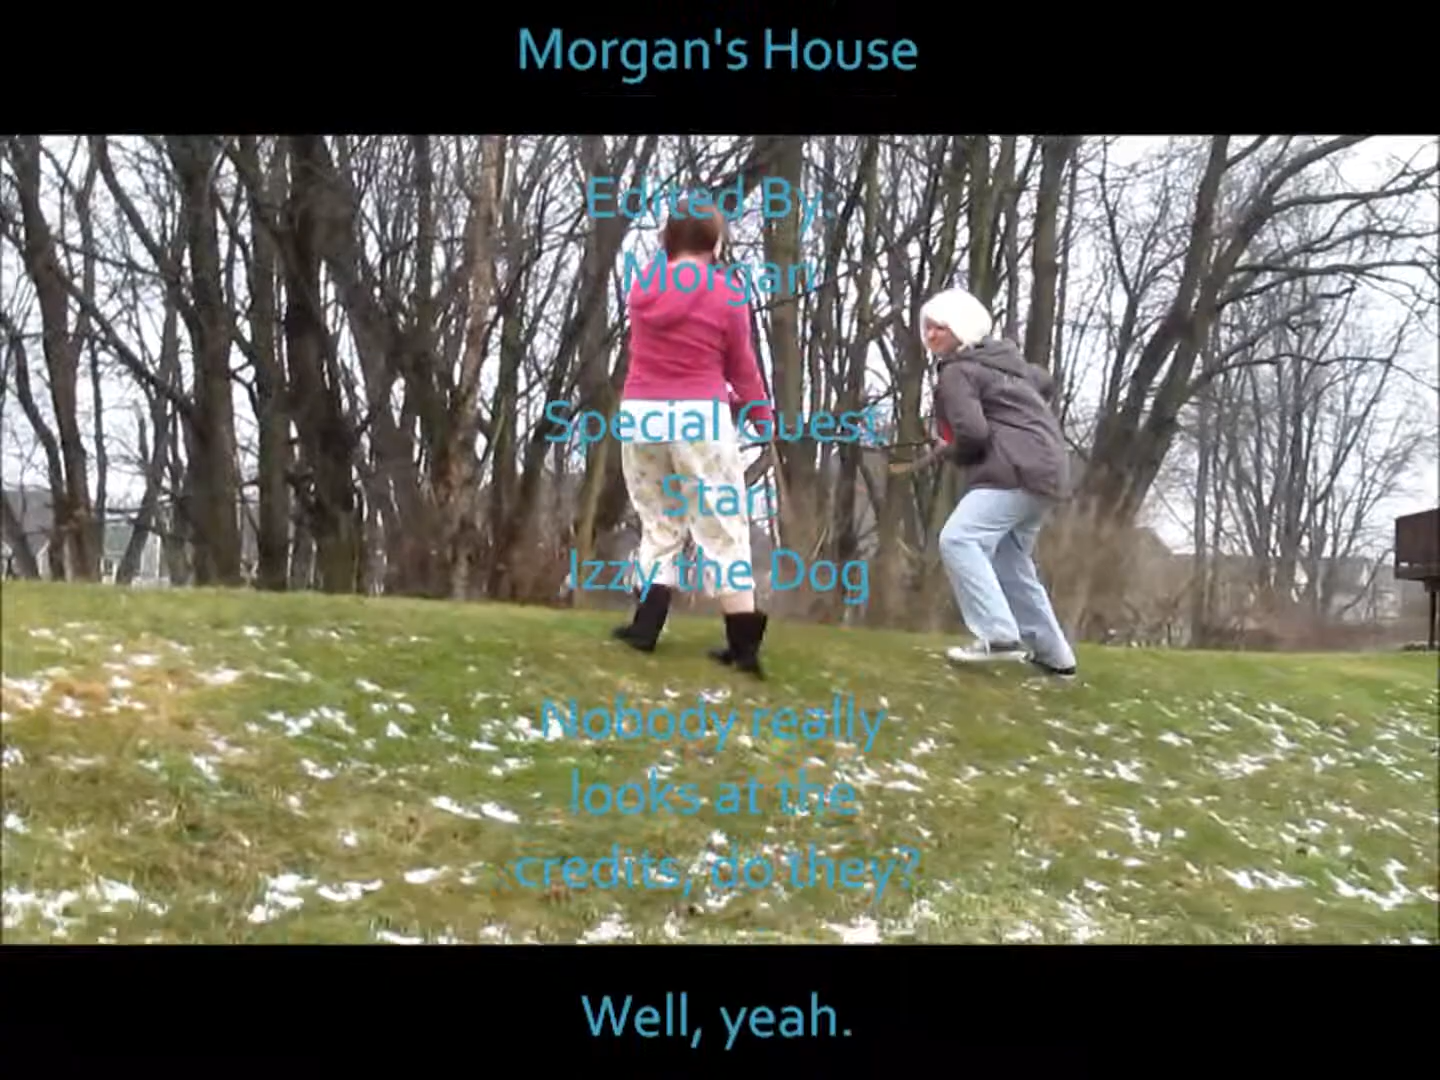 Morgan's House
Edited By:
Morgan
Special Guest
Star:
Izzy the Dog
Nobody really
looks at the
credits, do they?
Well, yeah.